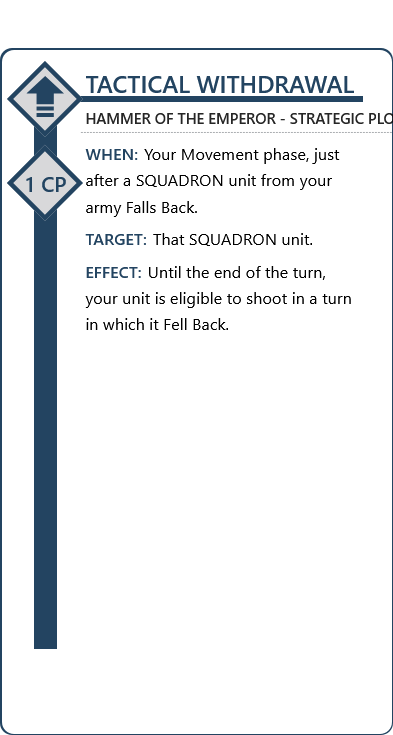 TACTICAL WITHDRAWAL
HAMMER OF THE EMPEROR - STRATEGIC PLO
1 CP
WHEN: Your Movement phase, just
after a SQUADRON unit from your
army Falls Back.
TARGET: That SQUADRON unit.
EFFECT: Until the end of the turn,
your unit is eligible to shoot in a turn
in which it Fell Back.